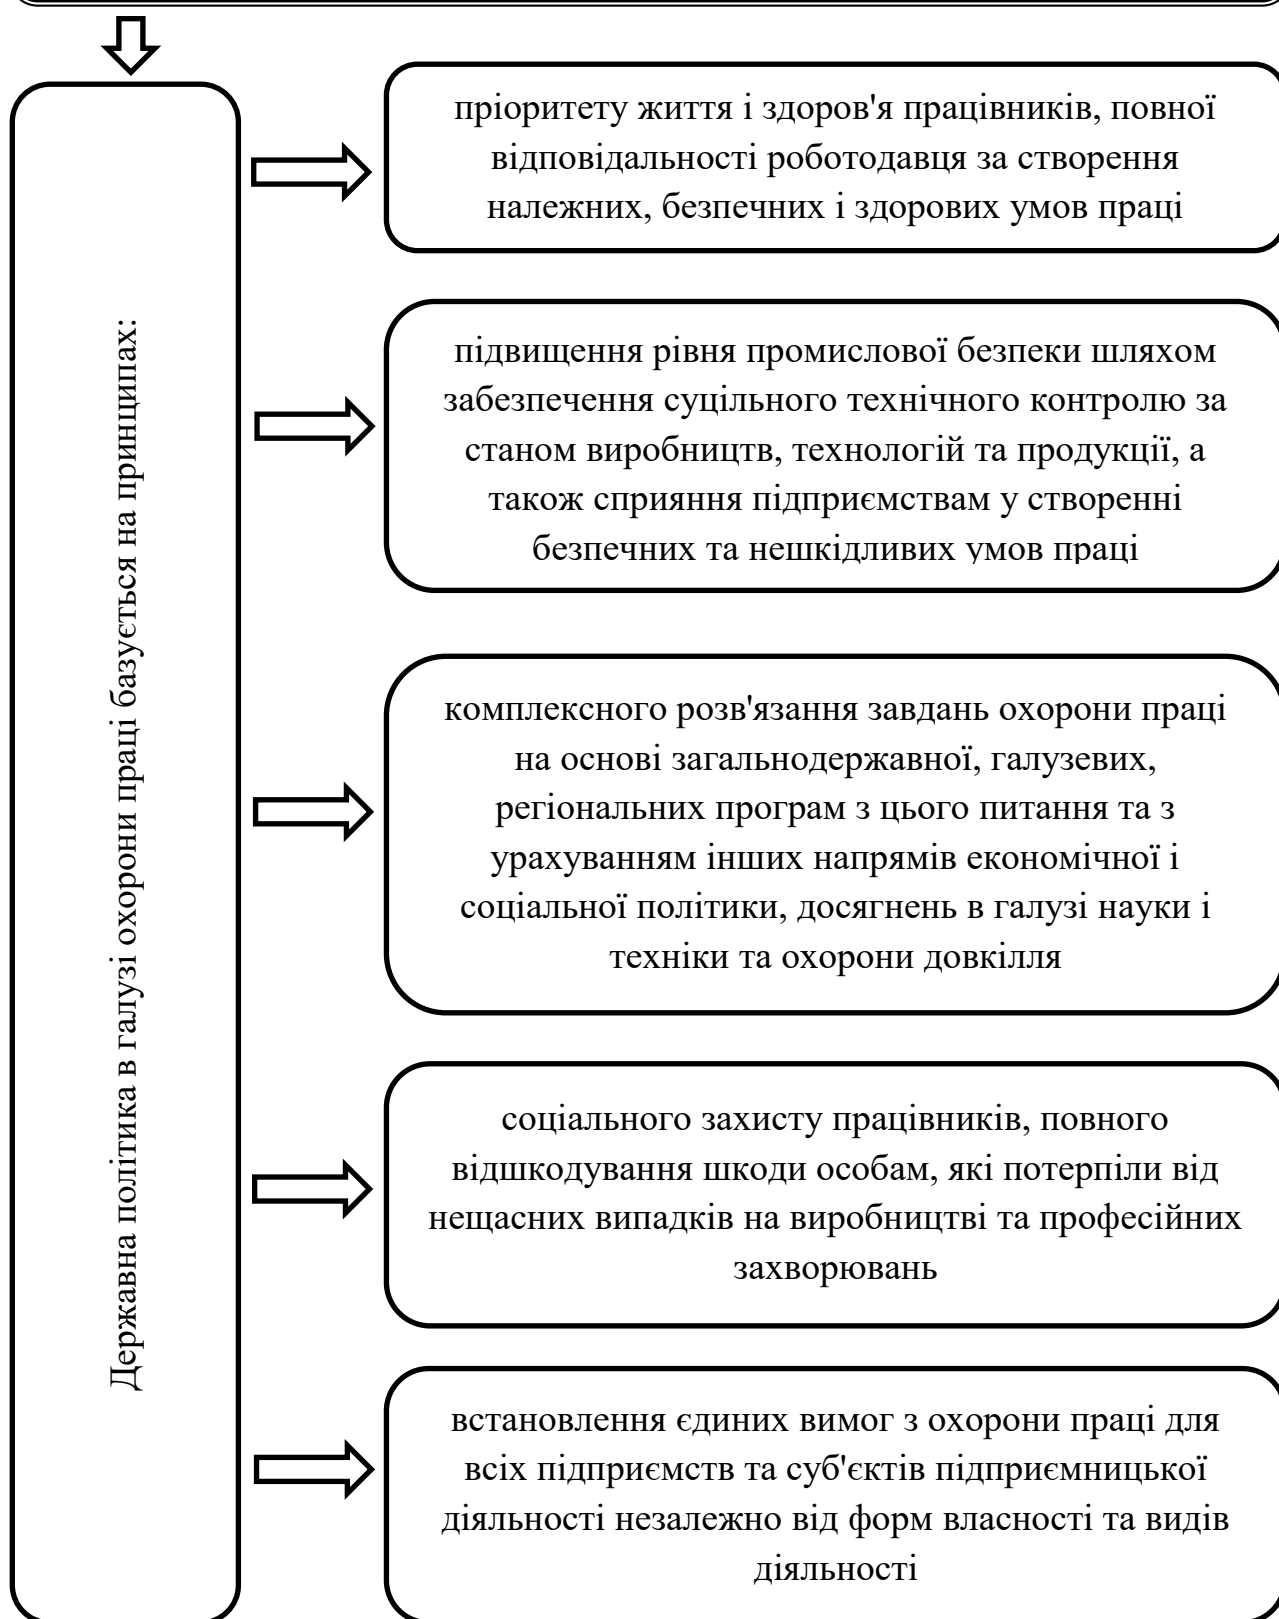 Державна політика в галузі охорони праці базується на принципах:
пріоритету життя і здоров'я працівників, повної
відповідальності роботодавця за створення
належних, безпечних і здорових умов праці
підвищення рівня промислової безпеки шляхом
забезпечення суцільного технічного контролю за
станом виробництв, технологій та продукції, а
також сприяння підприємствам у створенні
безпечних та нешкідливих умов праці
комплексного розв'язання завдань охорони праці
на основі загальнодержавної, галузевих,
регіональних програм з цього питання та з
урахуванням інших напрямів економічної і
соціальної політики, досягнень в галузі науки і
техніки та охорони довкілля
соціального захисту працівників, повного
відшкодування шкоди особам, які потерпіли від
нещасних випадків на виробництві та професійних
захворювань
встановлення єдиних вимог з охорони праці для
всіх підприємств та суб'єктів підприємницької
діяльності незалежно від форм власності та видів
діяльності